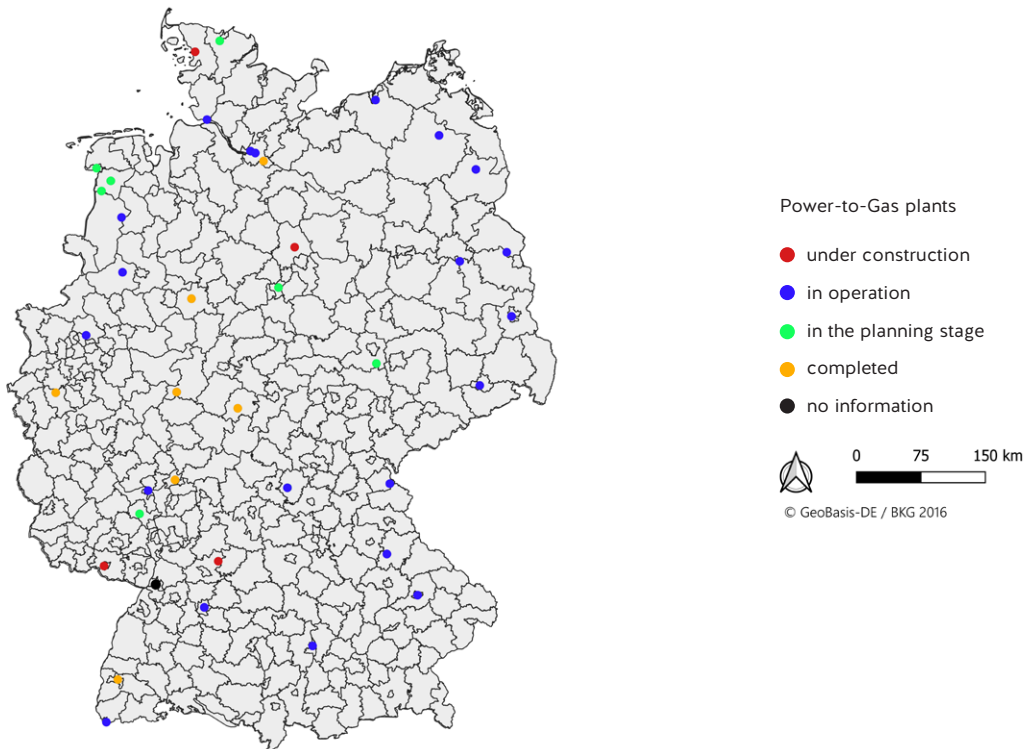 Power-to-Gas plants
under construction
in operation
in the planning stage
completed
no information
0 75 150 km
© GeoBasis-DE / BKG 2016